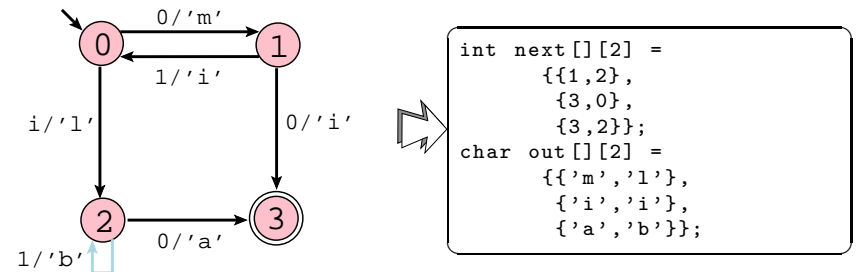 0/'m'
0
1
1/'i'
i/'l'
0/'i'
2
3
0/'a'
1/'b'
int next[][2] =
{{1,2},
{3,0},
{3,2}};
char out[][2] =
{{'m','l'},
{'i','i'},
{'a','b'}};